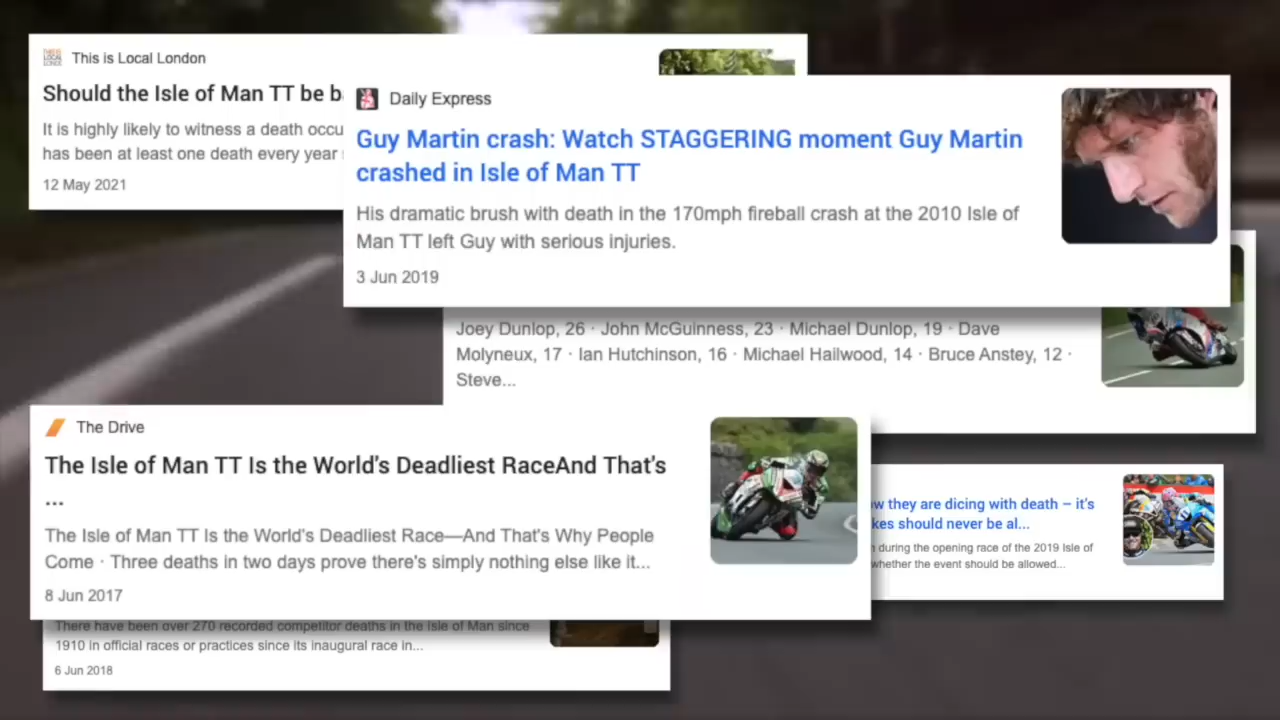 This is Local London
Should the Isle of Man TT be
It is highly likely to witness a death
has been at least one death every year
12 May 2021
Daily Express
Guy Martin crash: Watch STAGGERING moment Guy Martin
crashed in Isle of Man TT
His dramatic brush with death in the 170mph fireball crash at the 2010 Isle of
Man TT left Guy with serious injuries.
3 Jun 2019
Joey Dunlop, 26 · John McGuinness, 23 · Michael Dunlop, 19 · Dave
Molyneux, 17 · Ian Hutchinson, 16 · Michael Hailwood, 14 · Bruce Anstey, 12 ·
Steve...
The Drive
The Isle of Man TT Is the World's Deadliest RaceAnd That's
...
The Isle of Man TT Is the World's Deadliest Race—And That's Why People
Come · Three deaths in two days prove there's simply nothing else like it...
8 Jun 2017
they are dicing with death – it's
should never be al...
during the opening race of the 2019 Isle of
whether the event should be allowed...
There have been over 270 recorded competitor deaths in the Isle of Man since
1910 in official races or practices since its inaugural race in...
6 Jun 2018